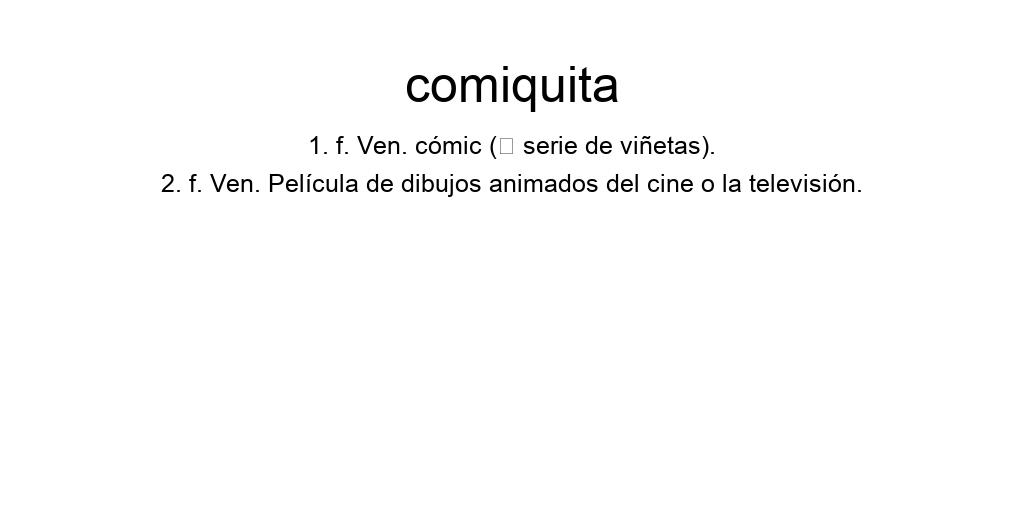 comiquita
1. f. Ven. cómic (▯ serie de viñetas).
2. f. Ven. Película de dibujos animados del cine o la televisión.